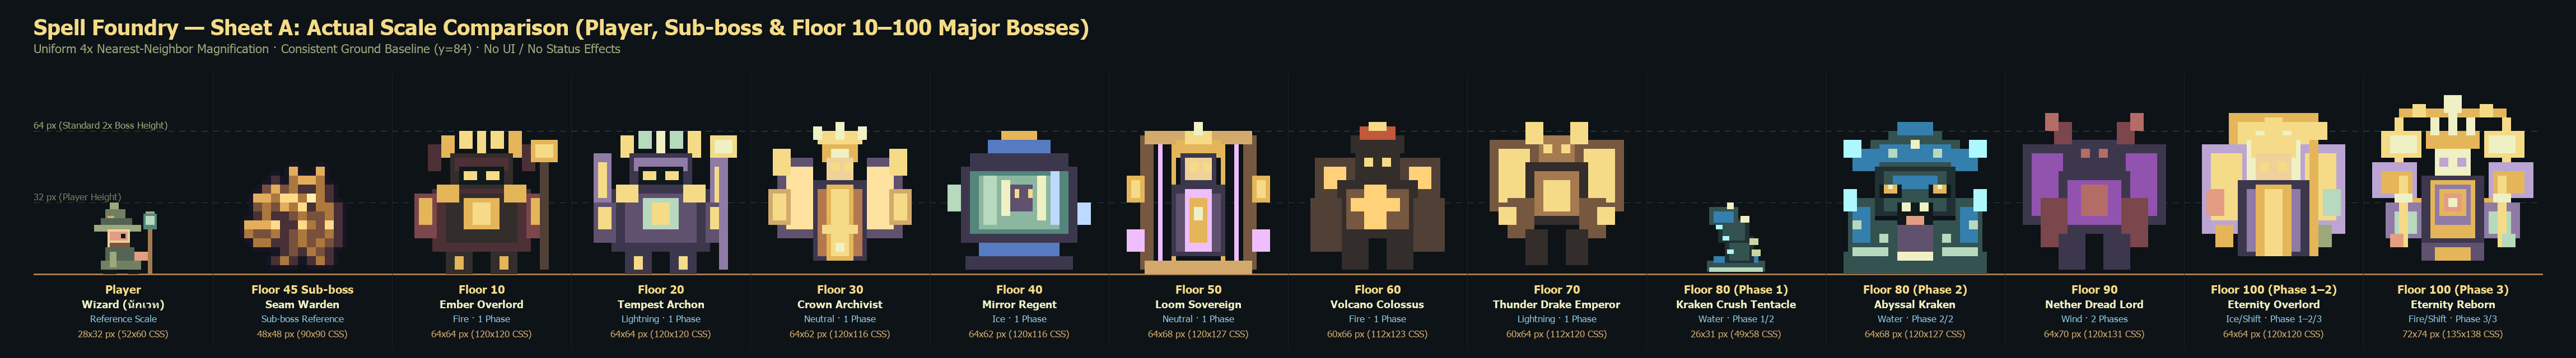 Spell Foundry — Sheet A: Actual Scale Comparison (Player, Sub-boss & Floor 10–100 Major Bosses)
Uniform 4x Nearest-Neighbor Magnification · Consistent Ground Baseline (y=84) · No UI / No Status Effects
64 px (Standard 2x Boss Height)
32 px (Player Height)
Player
Wizard (นักเวท)
Reference Scale
28x32 px (52x60 CSS)
Floor 45 Sub-boss
Seam Warden
Sub-boss Reference
48x48 px (90x90 CSS)
Floor 10
Ember Overlord
Fire · 1 Phase
64x64 px (120x120 CSS)
Floor 20
Tempest Archon
Lightning · 1 Phase
64x64 px (120x120 CSS)
Floor 30
Crown Archivist
Neutral · 1 Phase
64x62 px (120x116 CSS)
Floor 40
Mirror Regent
Ice · 1 Phase
64x62 px (120x116 CSS)
Floor 50
Loom Sovereign
Neutral · 1 Phase
64x68 px (120x127 CSS)
Floor 60
Volcano Colossus
Fire · 1 Phase
60x66 px (112x123 CSS)
Floor 70
Thunder Drake Emperor
Lightning · 1 Phase
60x64 px (112x120 CSS)
Floor 80 (Phase 1)
Kraken Crush Tentacle
Water · Phase 1/2
26x31 px (49x58 CSS)
Floor 80 (Phase 2)
Abyssal Kraken
Water · Phase 2/2
64x68 px (120x127 CSS)
Floor 90
Nether Dread Lord
Wind · 2 Phases
64x70 px (120x131 CSS)
Floor 100 (Phase 1–2)
Eternity Overlord
Ice/Shift · Phase 1–2/3
64x64 px (120x120 CSS)
Floor 100 (Phase 3)
Eternity Reborn
Fire/Shift · Phase 3/3
72x74 px (135x138 CSS)